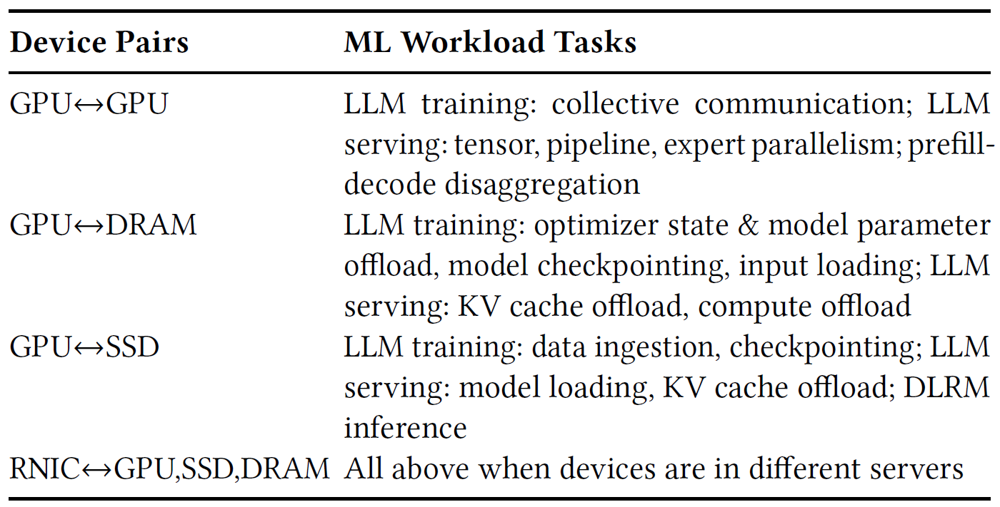 Device Pairs ML Workload Tasks
GPU↔GPU LLM training: collective communication; LLM
serving: tensor, pipeline, expert parallelism; prefill-
decode disaggregation
GPU↔DRAM LLM training: optimizer state & model parameter
offload, model checkpointing, input loading; LLM
serving: KV cache offload, compute offload
GPU↔SSD LLM training: data ingestion, checkpointing; LLM
serving: model loading, KV cache offload; DLRM
inference
RNIC↔GPU,SSD,DRAM All above when devices are in different servers